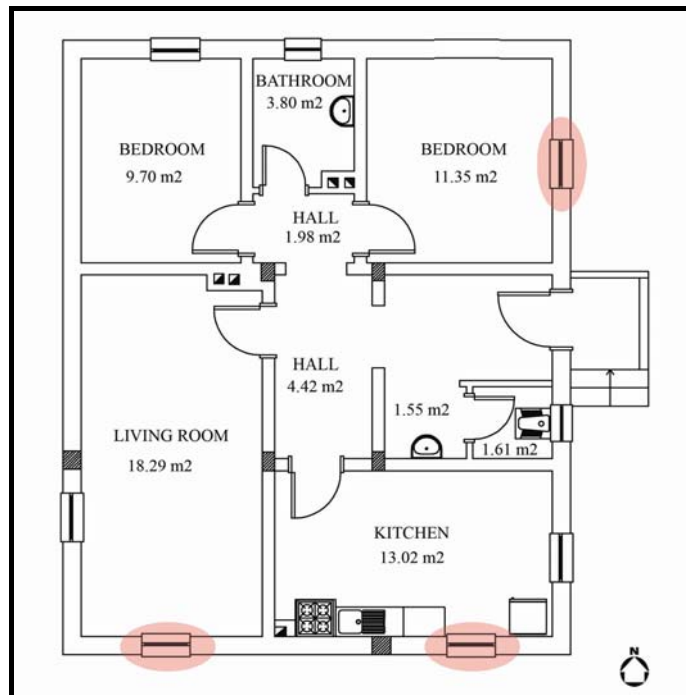 BATHROOM
3.80 m2
BEDROOM
9.70 m2
BEDROOM
11.35 m2
HALL
1.98 m2
HALL
4.42 m2
1.55 m2
LIVING ROOM
18.29 m2
1.61 m2
KITCHEN
13.02 m2
N